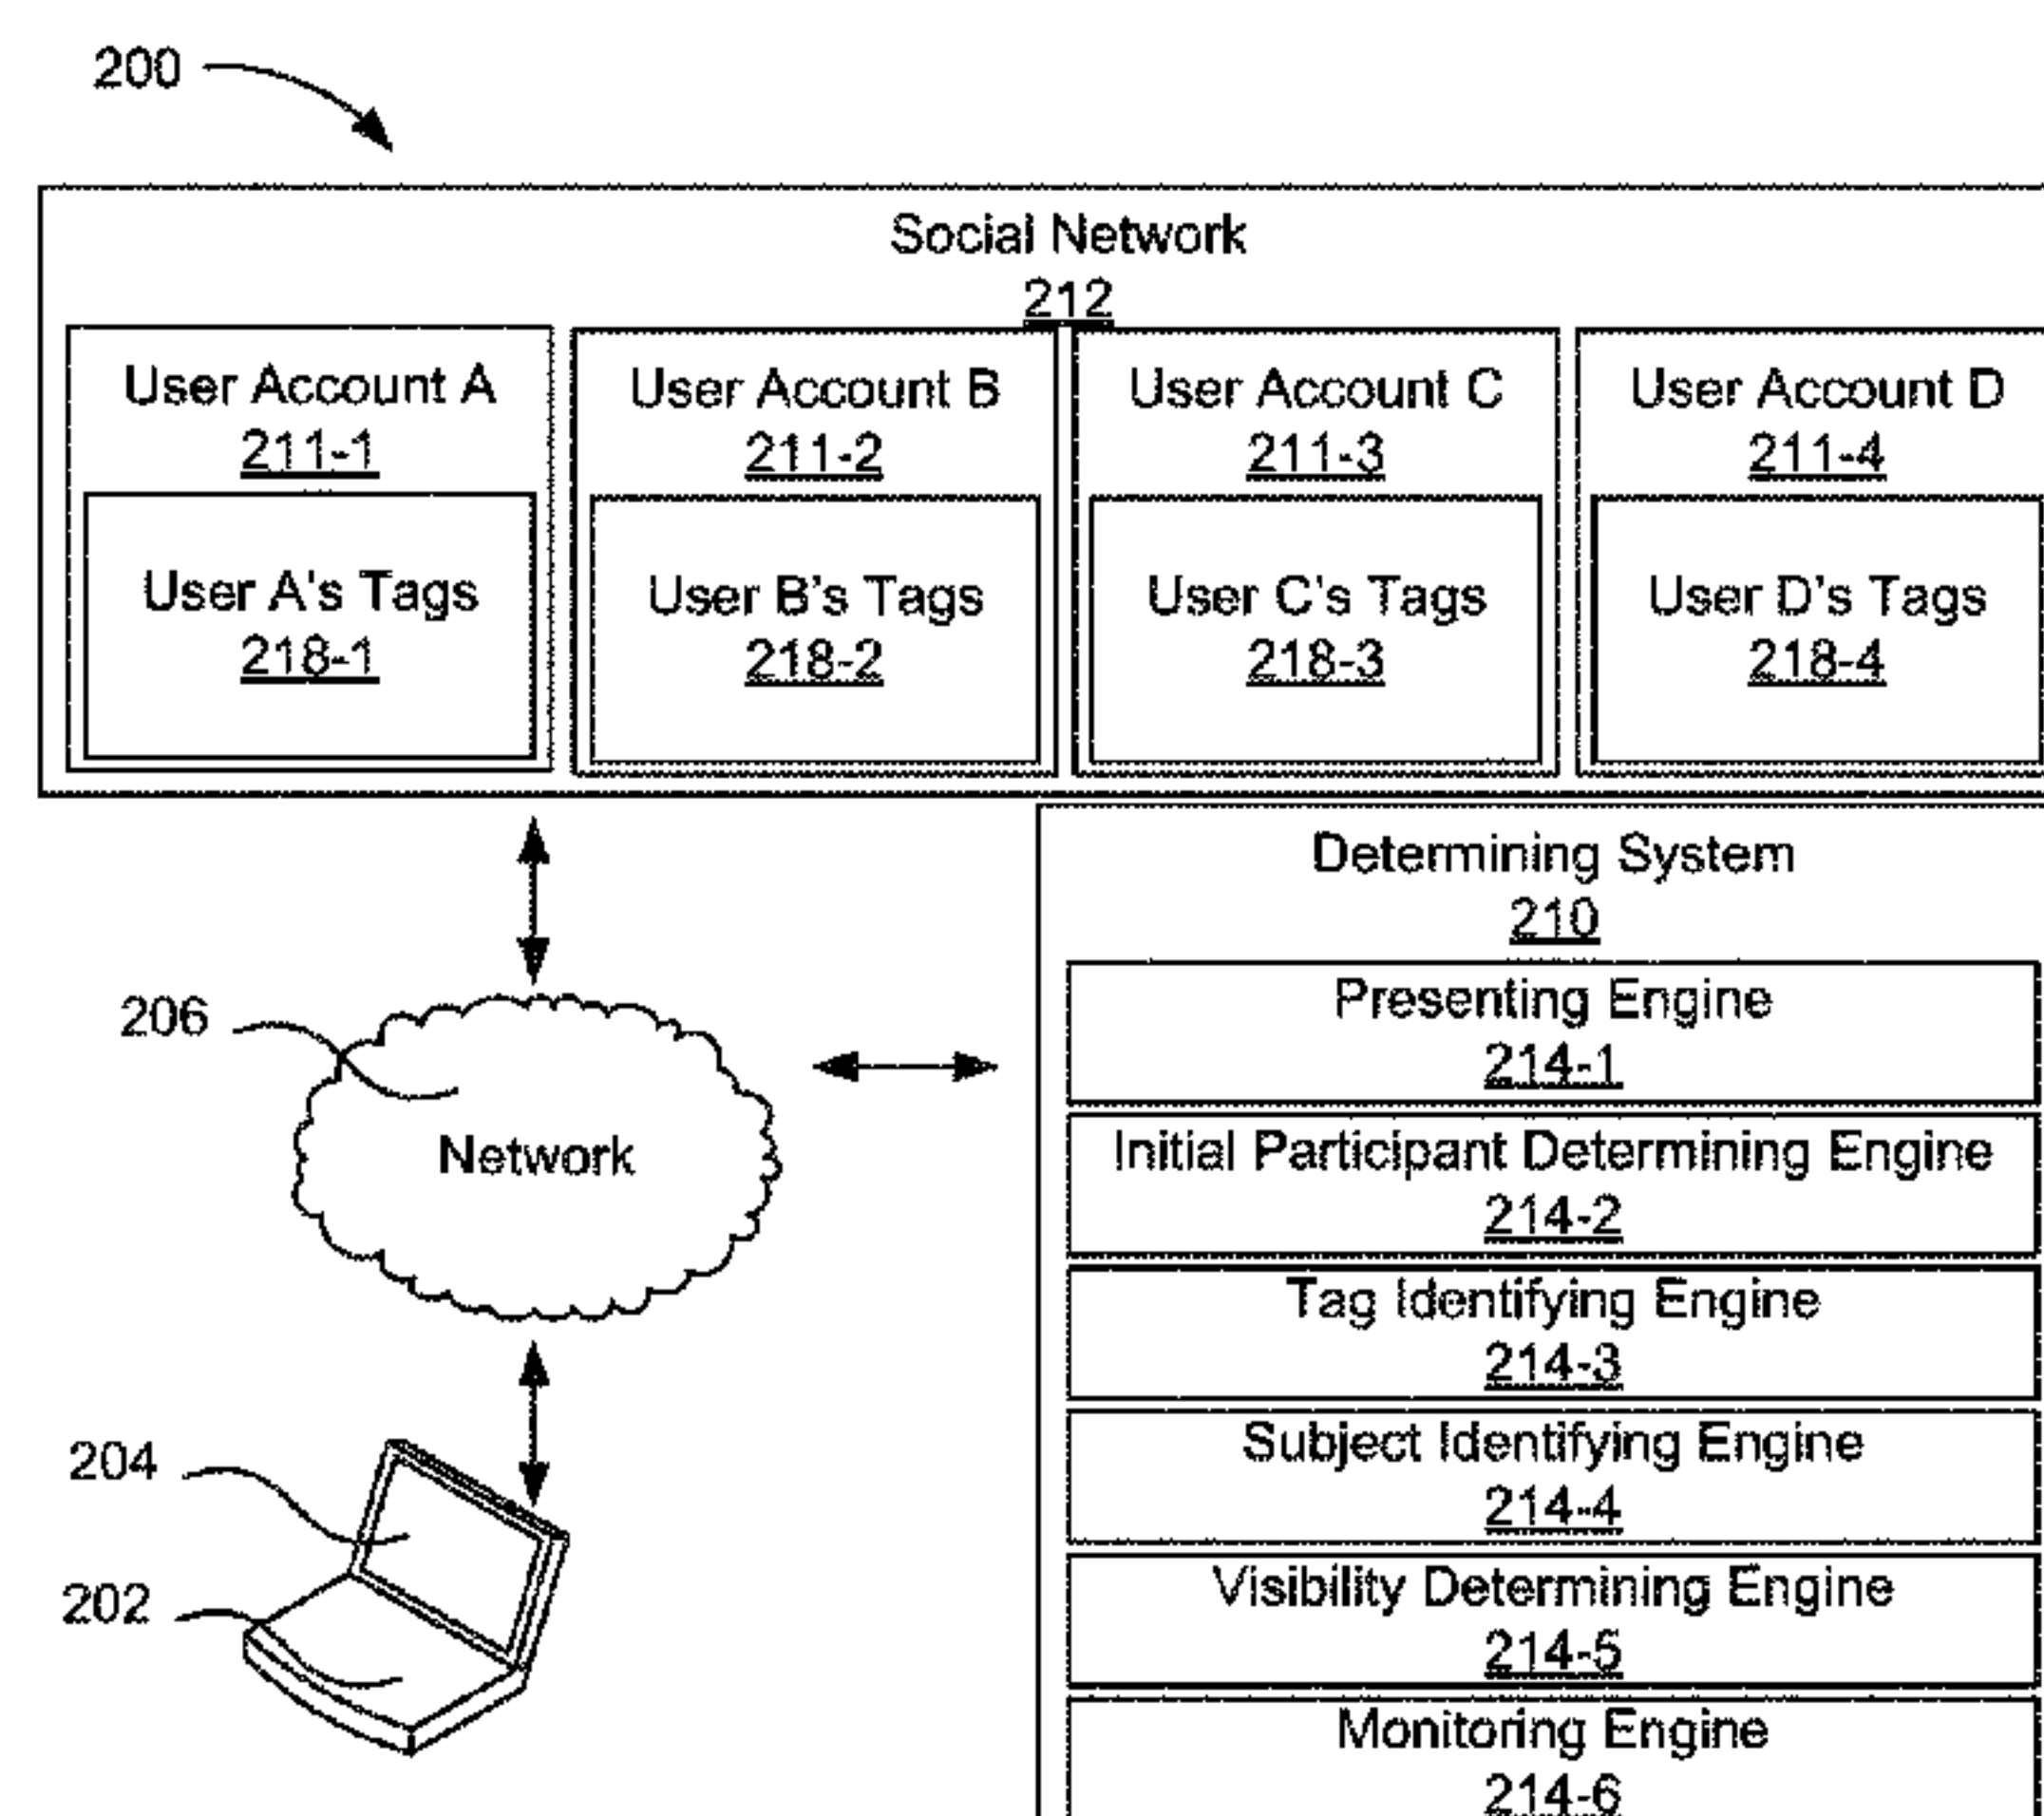 200
Social Network
212
User Account A
211-1
User A's Tags
218-1
User Account B
211-2
User B's Tags
218-2
User Account C
211-3
User C's Tags
218-3
User Account D
211-4
User D's Tags
218-4
Determining System
210
Presenting Engine
214-1
Initial Participant Determining Engine
214-2
Tag Identifying Engine
214-3
Subject Identifying Engine
214-4
Visibility Determining Engine
214-5
Monitoring Engine
214-6
206
Network
204
202